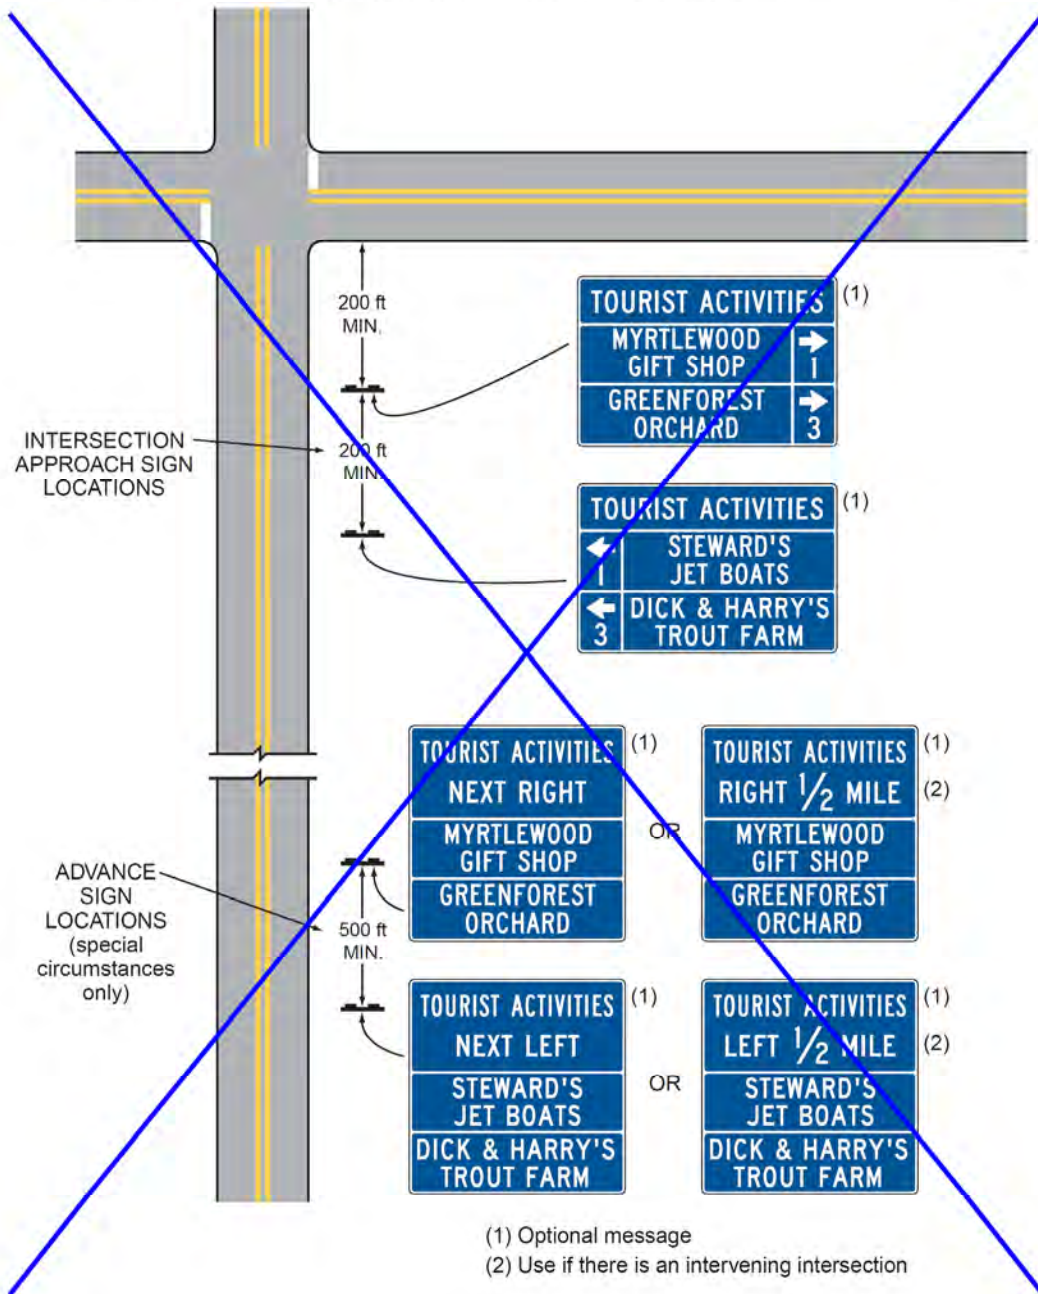 200 ft
MIN.
TOURIST ACTIVITIES
(1)
MYRTLEWOOD
GIFT SHOP
1
GREENFOREST
ORCHARD
3
INTERSECTION
APPROACH SIGN
LOCATIONS
200 ft
MIN.
TOURIST ACTIVITIES
(1)
STEWARD'S
JET BOATS
1
DICK & HARRY'S
TROUT FARM
3
TOURIST ACTIVITIES
(1)
NEXT RIGHT
MYRTLEWOOD
GIFT SHOP
GREENFOREST
ORCHARD
OR
TOURIST ACTIVITIES
(1)
RIGHT 1/2 MILE
(2)
MYRTLEWOOD
GIFT SHOP
GREENFOREST
ORCHARD
ADVANCE
SIGN
LOCATIONS
(special
circumstances
only)
500 ft
MIN.
TOURIST ACTIVITIES
(1)
NEXT LEFT
STEWARD'S
JET BOATS
DICK & HARRY'S
TROUT FARM
OR
TOURIST ACTIVITIES
(1)
LEFT 1/2 MILE
(2)
STEWARD'S
JET BOATS
DICK & HARRY'S
TROUT FARM
(1) Optional message
(2) Use if there is an intervening intersection